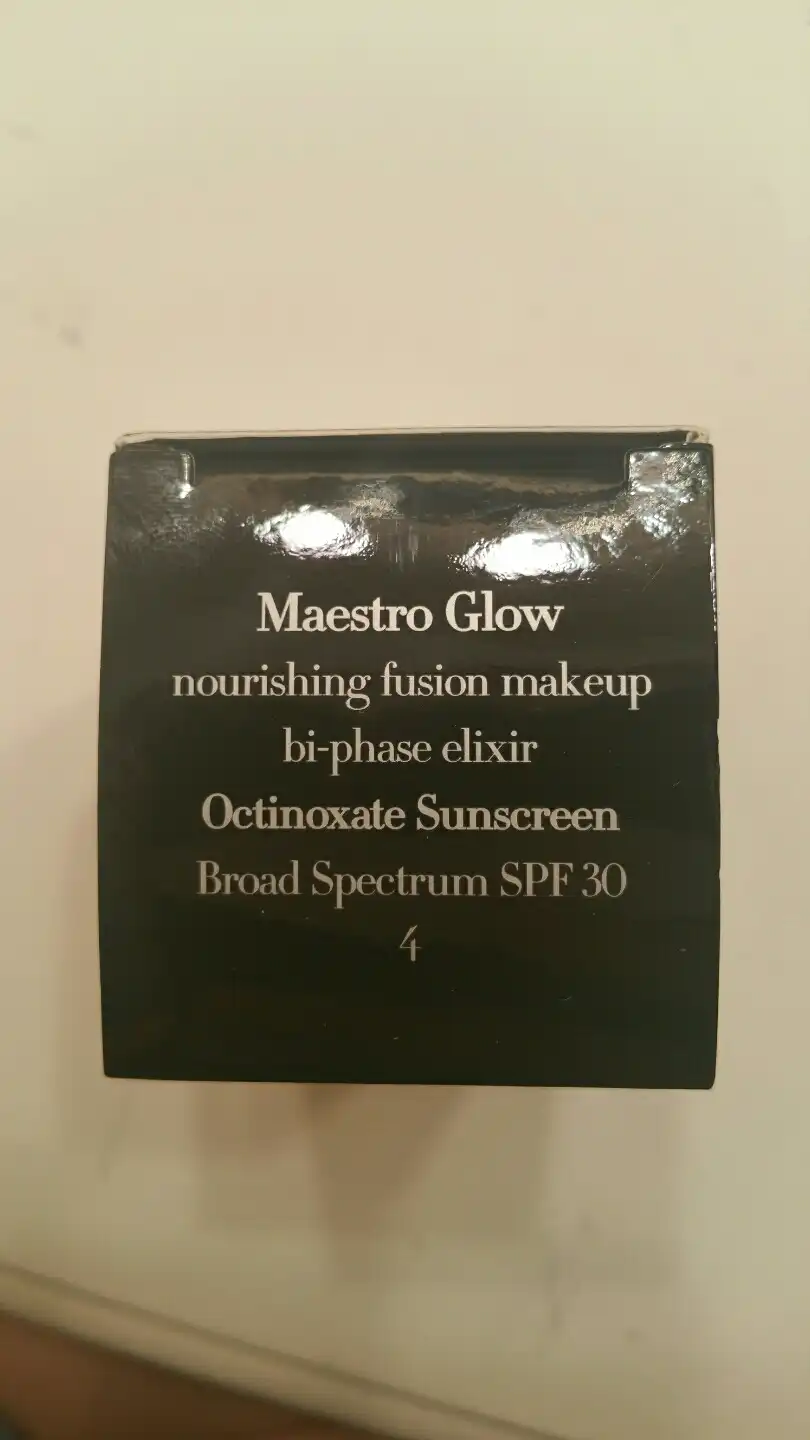 Maestro Glow
nourishing fusion makeup
bi-phase elixir
Octinoxate Sunscreen
Broad Spectrum SPF 30
4